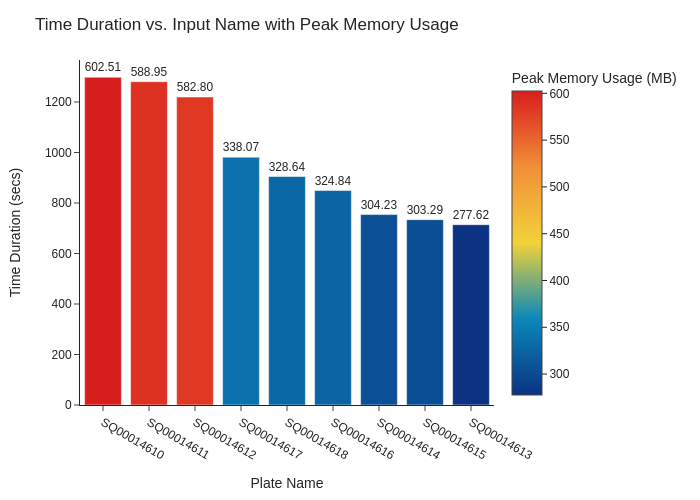 Time Duration vs. Input Name with Peak Memory Usage
602.51
588.95
582.80
338.07
328.64
324.84
304.23
303.29
277.62
1200
1000
800
600
400
200
0
Time Duration (secs)
SQ00014610
SQ00014611
SQ00014612
SQ00014617
SQ00014618
SQ00014616
SQ00014614
SQ00014615
SQ00014613
Plate Name
Peak Memory Usage (MB)
600
550
500
450
400
350
300